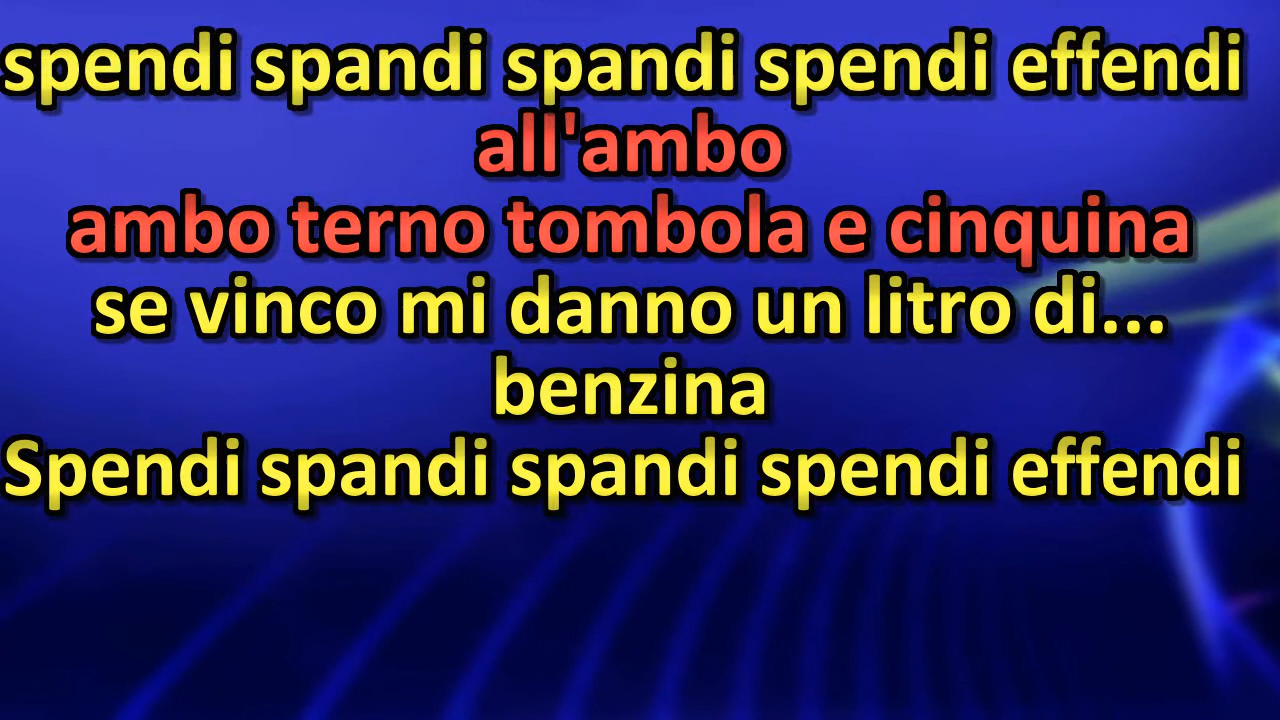 spendi spandi spandi spendi effendi
all'ambo
ambo terno tombola e cinquina
se vinco mi danno un litro di...
benzina
Spendi spandi spandi spendi effendi